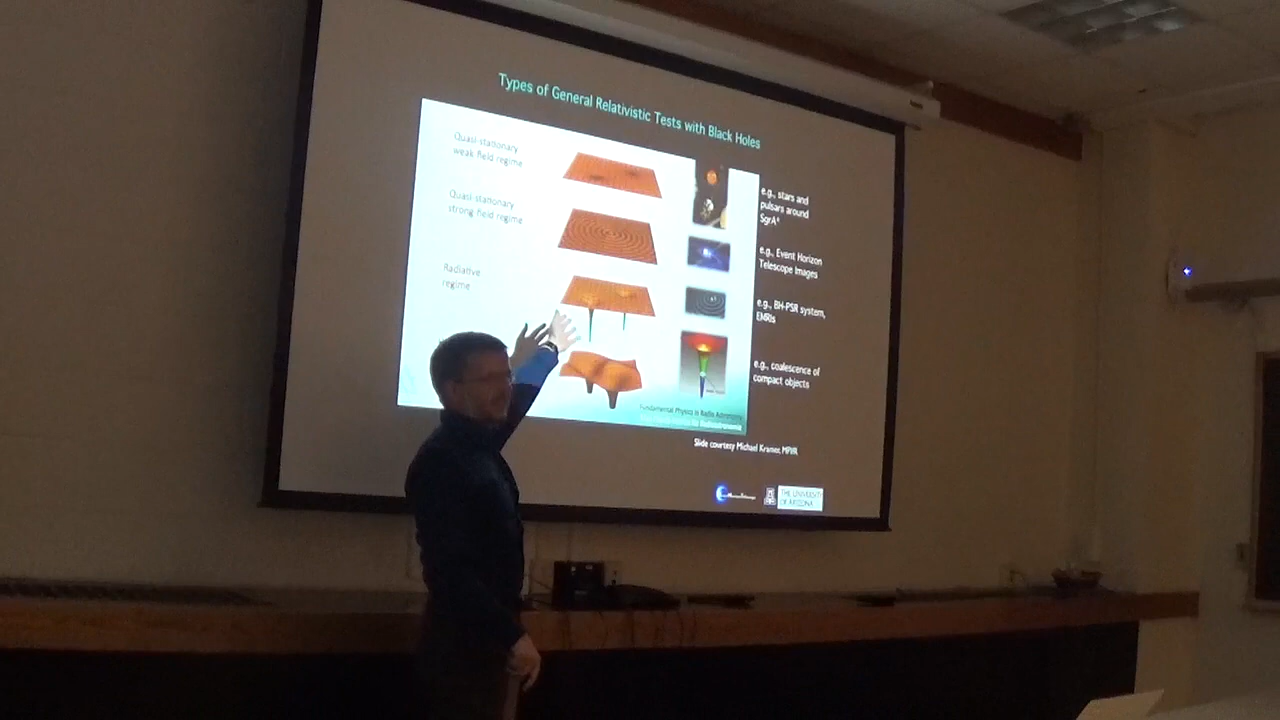 Types of General Relativistic Tests with Black Holes
Quasi-stationary
weak field regime
e.g., stars and
pulsars around
SgrA*
Quasi-stationary
strong field regime
e.g., Event Horizon
Telescope Images
Radiative
regime
e.g., BH-PSR system,
EMRIs
e.g., coalescence of
compact objects
Fundamental Physics in Radio Astronomy
Slide courtesy Michael Kramer, MPIfR
THE UNIVERSITY
OF ARIZONA